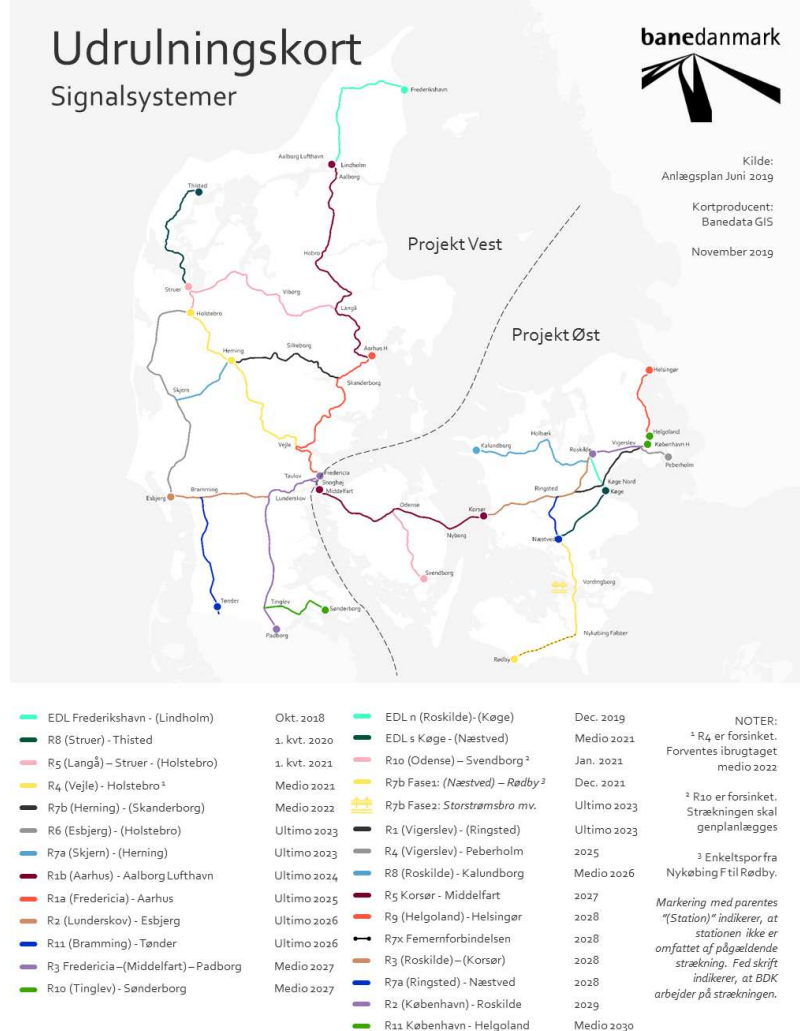 Udrulningskort
Signalsystemer
banedanmark
Kilde:
Anlægsplan Juni 2019
Kortproducent:
Banedata GIS
November 2019
Projekt Vest
Projekt Øst
Frederikshavn
Aalborg Lufthavn
Lindholm
Aalborg
Thisted
Hobro
Struer
Viborg
Langå
Holstebro
Herning
Silkeborg
Aarhus H
Skanderborg
Skjern
Vejle
Taulov
Fredericia
Snoghøj
Middelfart
Esbjerg
Bramming
Lunderskov
Tønder
Tinglev
Sønderborg
Padborg
Odense
Nyborg
Svendborg
Korsør
Helsingør
Helgoland
København H
Vigerslev
Peberholm
Kalundborg
Holbæk
Roskilde
Køge Nord
Køge
Ringsted
Næstved
Vordingborg
Nykøbing Falster
Rødby
EDL Frederikshavn - (Lindholm) Okt. 2018
R8 (Struer) - Thisted 1. kvt. 2020
R5 (Langå) – Struer - (Holstebro) 1. kvt. 2021
R4 (Vejle) - Holstebro ¹ Medio 2021
R7b (Herning) - (Skanderborg) Medio 2022
R6 (Esbjerg) - (Holstebro) Ultimo 2023
R7a (Skjern) - (Herning) Ultimo 2023
R1b (Aarhus) - Aalborg Lufthavn Ultimo 2024
R1a (Fredericia) - Aarhus Ultimo 2025
R2 (Lunderskov) - Esbjerg Ultimo 2026
R11 (Bramming) - Tønder Ultimo 2026
R3 Fredericia –(Middelfart) – Padborg Medio 2027
R10 (Tinglev) - Sønderborg Medio 2027
EDL n (Roskilde)-(Køge) Dec. 2019
EDL s Køge - (Næstved) Medio 2021
R10 (Odense) – Svendborg ² Jan. 2021
R7b Fase1: (Næstved) – Rødby ³ Dec. 2021
R7b Fase2: Storstrømsbro mv. Ultimo 2023
R1 (Vigerslev) - (Ringsted) Ultimo 2023
R4 (Vigerslev) - Peberholm 2025
R8 (Roskilde) - Kalundborg Medio 2026
R5 Korsør - Middelfart 2027
R9 (Helgoland) - Helsingør 2028
R7x Femernforbindelsen 2028
R3 (Roskilde) – (Korsør) 2028
R7a (Ringsted) - Næstved 2028
R2 (København) - Roskilde 2029
R11 København - Helgoland Medio 2030
NOTER:
¹ R4 er forsinket.
Forventes ibrugtaget
medio 2022
² R10 er forsinket.
Strækningen skal
genplanlægges
³ Enkeltspor fra
Nykøbing F til Rødby.
Markering med parentes
"(Station)" indikerer, at
stationen ikke er
omfattet af pågældende
strækning. Fed skrift
indikerer, at BDK
arbejder på strækningen.